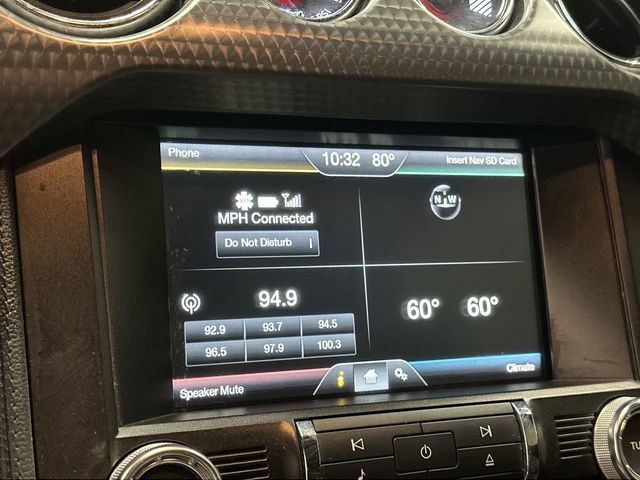 Phone
10:32 80°
Insert Nav SD Card
MPH Connected
Do Not Disturb
N W
94.9
92.9 93.7 94.5
96.5 97.9 100.3
60° 60°
Speaker Mute
i
Climate
TU